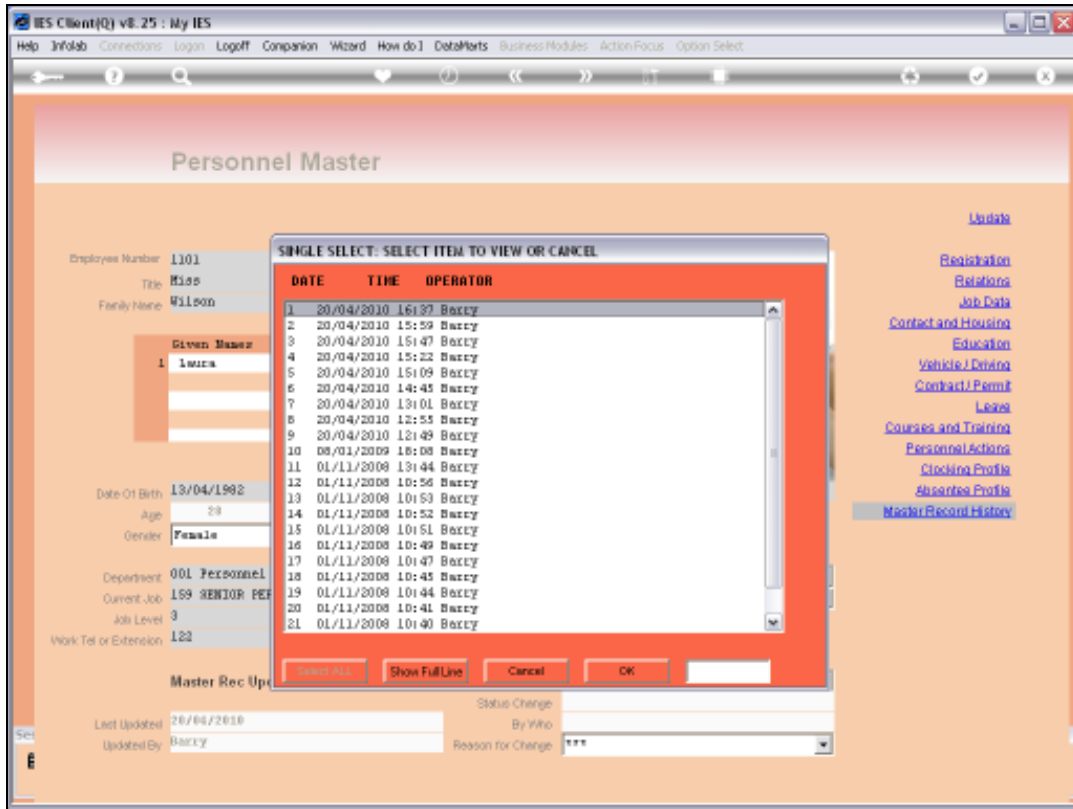 IES Client(Q) v8.25 : My IES
Help Infolab Connections Logon Logoff Companion Wizard How do I DataMarts Business Modules Action Focus Option Select
Personnel Master
Update
SINGLE SELECT: SELECT ITEM TO VIEW OR CANCEL
Employee Number 1101
Title Miss
Family Name Wilson
Given Names
1 laura
Date Of Birth 13/04/1982
Age 28
Gender Female
Department 001 Personnel
Current Job 159 SENIOR PER
Job Level 3
Work Tel or Extension 122
DATE TIME OPERATOR
1 20/04/2010 16:37 Barry
2 20/04/2010 15:59 Barry
3 20/04/2010 15:47 Barry
4 20/04/2010 15:22 Barry
5 20/04/2010 15:09 Barry
6 20/04/2010 14:45 Barry
7 20/04/2010 13:01 Barry
8 20/04/2010 12:55 Barry
9 20/04/2010 12:49 Barry
10 08/01/2009 18:08 Barry
11 01/11/2008 13:44 Barry
12 01/11/2008 10:56 Barry
13 01/11/2008 10:53 Barry
14 01/11/2008 10:52 Barry
15 01/11/2008 10:51 Barry
16 01/11/2008 10:49 Barry
17 01/11/2008 10:47 Barry
18 01/11/2008 10:45 Barry
19 01/11/2008 10:44 Barry
20 01/11/2008 10:41 Barry
21 01/11/2008 10:40 Barry
Select ALL Show Full Line Cancel OK
Registration
Relations
Job Data
Contact and Housing
Education
Vehicle / Driving
Contract / Permit
Leave
Courses and Training
Personnel Actions
Clocking Profile
Absentee Profile
Master Record History
Master Rec Upd
Status Change
Last Updated 20/04/2010
By Who
Updated By Barry
Reason for Change ***